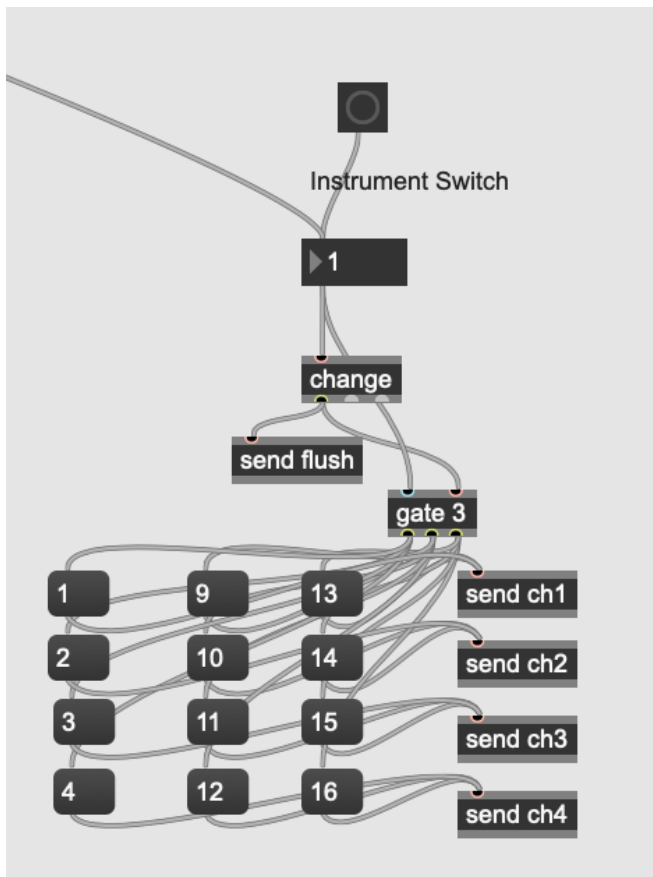 Instrument Switch
1
change
send flush
gate 3
1
9
13
send ch1
2
10
14
send ch2
3
11
15
send ch3
4
12
16
send ch4